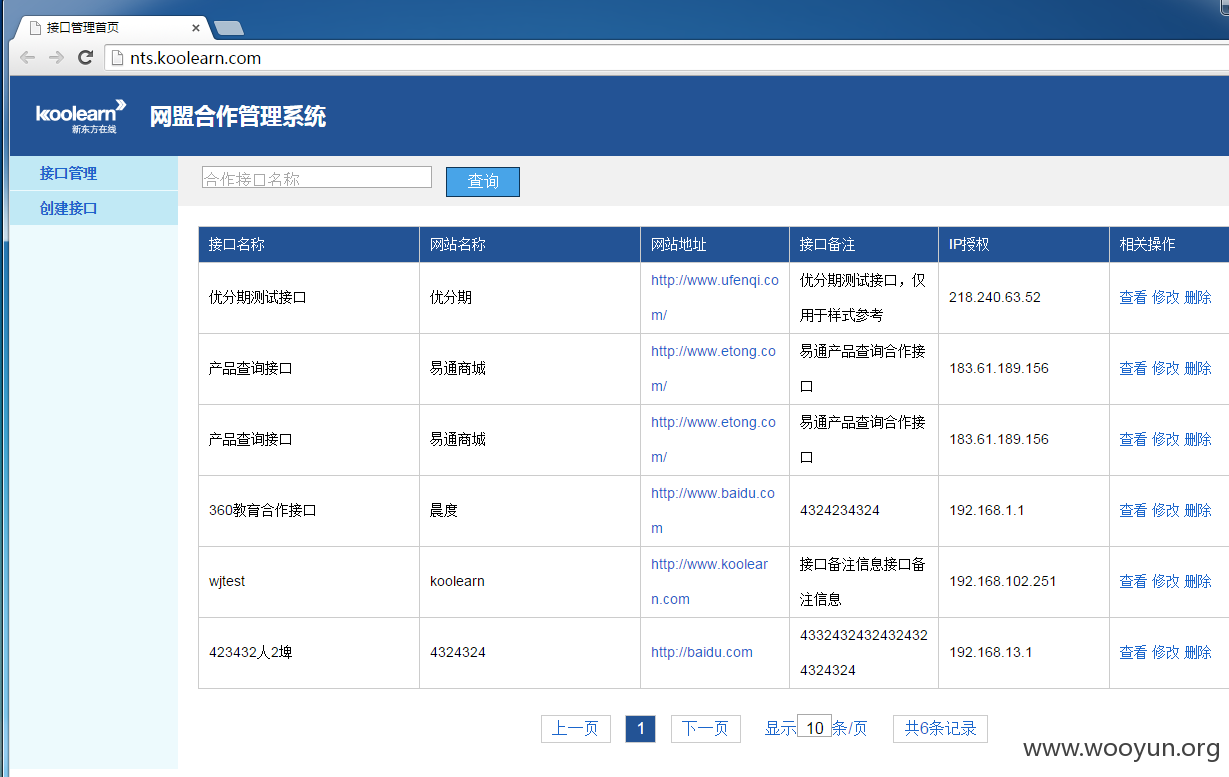 接口管理首页
nts.koolearn.com
koolearn
新东方在线
网盟合作管理系统
接口管理
创建接口
合作接口名称
查询
接口名称 网站名称 网站地址 接口备注 IP授权 相关操作
优分期测试接口 优分期 http://www.ufenqi.co 优分期测试接口，仅 218.240.63.52 查看 修改 删除
m/ 用于样式参考
产品查询接口 易通商城 http://www.etong.co 易通产品查询合作接 183.61.189.156 查看 修改 删除
m/ 口
产品查询接口 易通商城 http://www.etong.co 易通产品查询合作接 183.61.189.156 查看 修改 删除
m/ 口
360教育合作接口 晨度 http://www.baidu.co 4324234324 192.168.1.1 查看 修改 删除
m
wjtest koolearn http://www.koolear 接口备注信息接口备 192.168.102.251 查看 修改 删除
n.com 注信息
423432人2埤 4324324 http://baidu.com 4332432432432432 192.168.13.1 查看 修改 删除
4324324
上一页 1 下一页 显示 10 条/页 共6条记录
www.wooyun.org